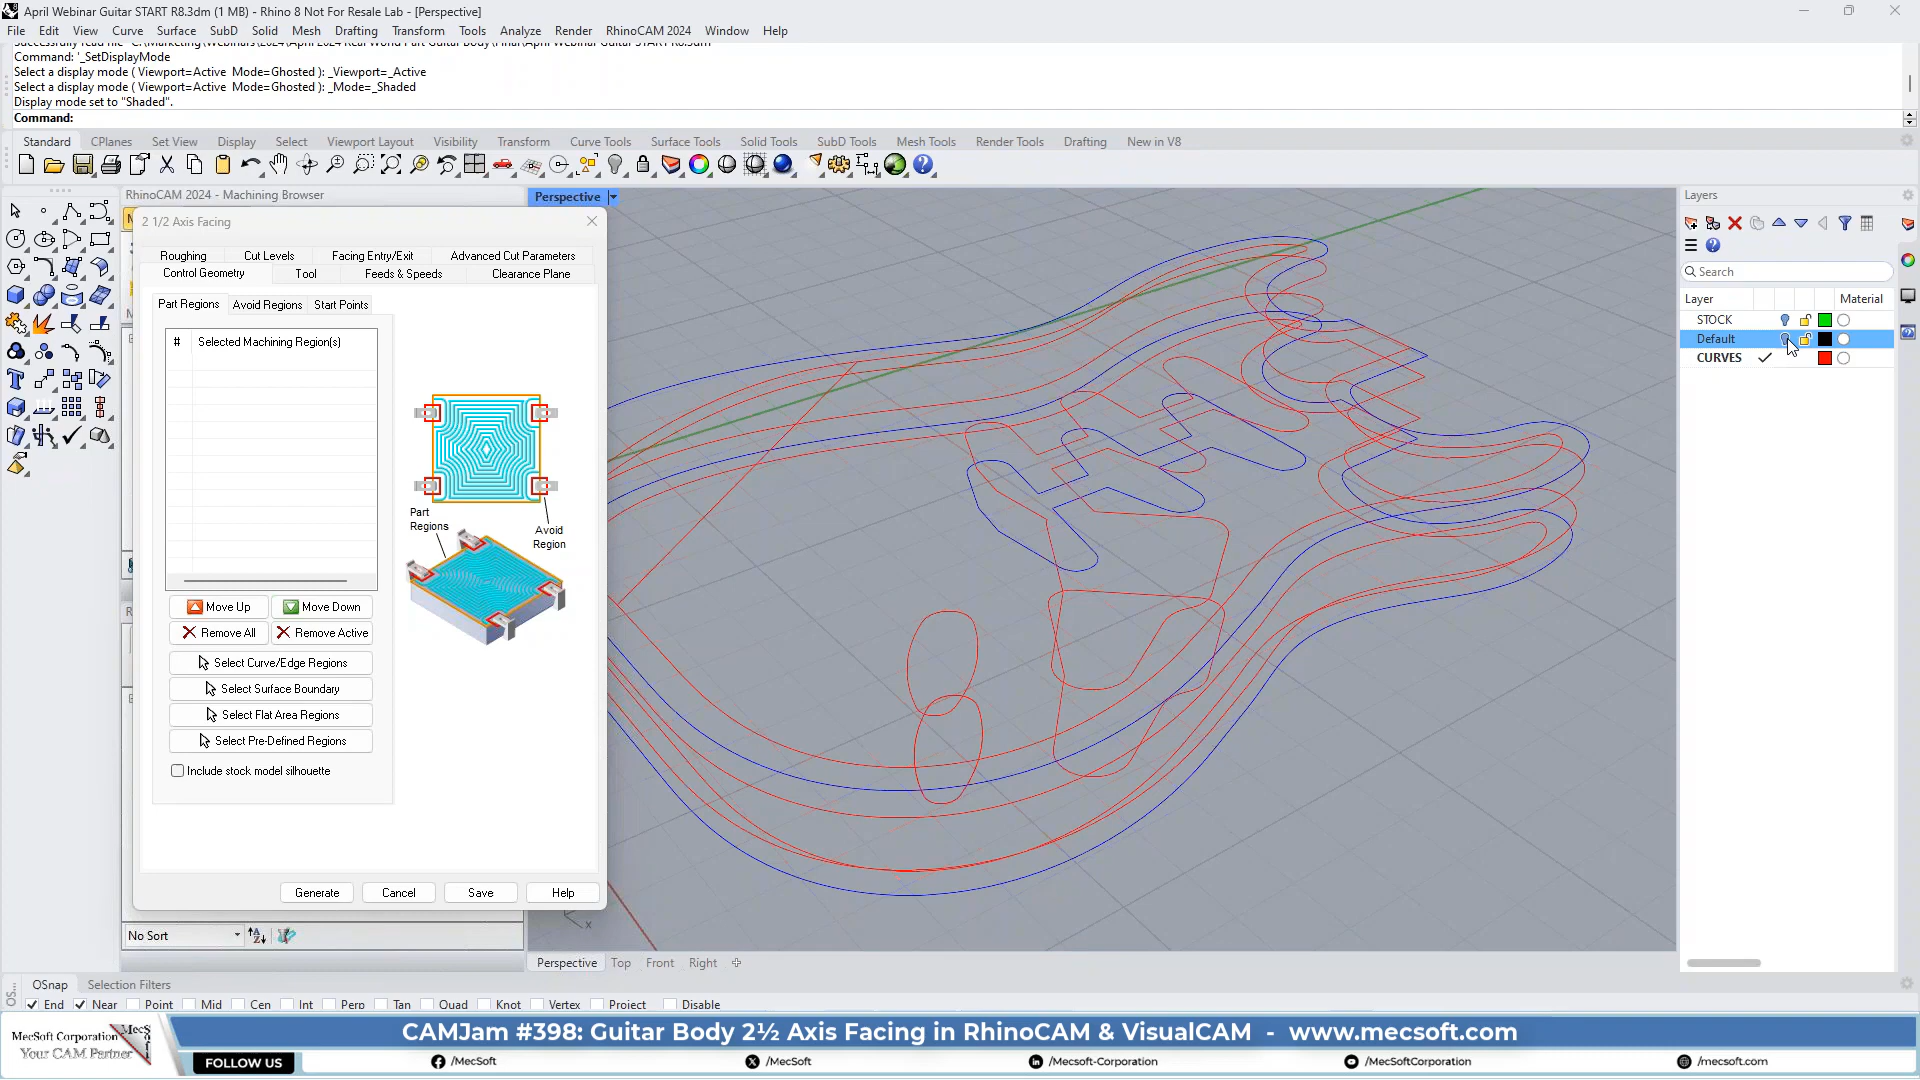 April Webinar Guitar START R8.3dm (1 MB) - Rhino 8 Not For Resale Lab - [Perspective]
File Edit View Curve Surface SubD Solid Mesh Drafting Transform Tools Analyze Render RhinoCAM 2024 Window Help
Command: '_SetDisplayMode
Select a display mode ( Viewport=Active Mode=Ghosted ): _Viewport=_Active
Select a display mode ( Viewport=Active Mode=Ghosted ): _Mode=_Shaded
Display mode set to "Shaded".
Command:
Standard CPlanes Set View Display Select Viewport Layout Visibility Transform Curve Tools Surface Tools Solid Tools SubD Tools Mesh Tools Render Tools Drafting New in V8
RhinoCAM 2024 - Machining Browser
2 1/2 Axis Facing
Roughing Cut Levels Facing Entry/Exit Advanced Cut Parameters
Control Geometry Tool Feeds & Speeds Clearance Plane
Part Regions Avoid Regions Start Points
# Selected Machining Region(s)
Part Regions
Avoid Region
Move Up Move Down
Remove All Remove Active
Select Curve/Edge Regions
Select Surface Boundary
Select Flat Area Regions
Select Pre-Defined Regions
Include stock model silhouette
Generate Cancel Save Help
No Sort
Perspective
x
Perspective Top Front Right
Layers
Search
Layer Material
STOCK
Default
CURVES
OSnap Selection Filters
End Near Point Mid Cen Int Perp Tan Quad Knot Vertex Project Disable
MecSoft Corporation
Your CAM Partner
CAMJam #398: Guitar Body 2½ Axis Facing in RhinoCAM & VisualCAM - www.mecsoft.com
FOLLOW US /MecSoft /MecSoft /Mecsoft-Corporation /MecSoftCorporation /mecsoft.com